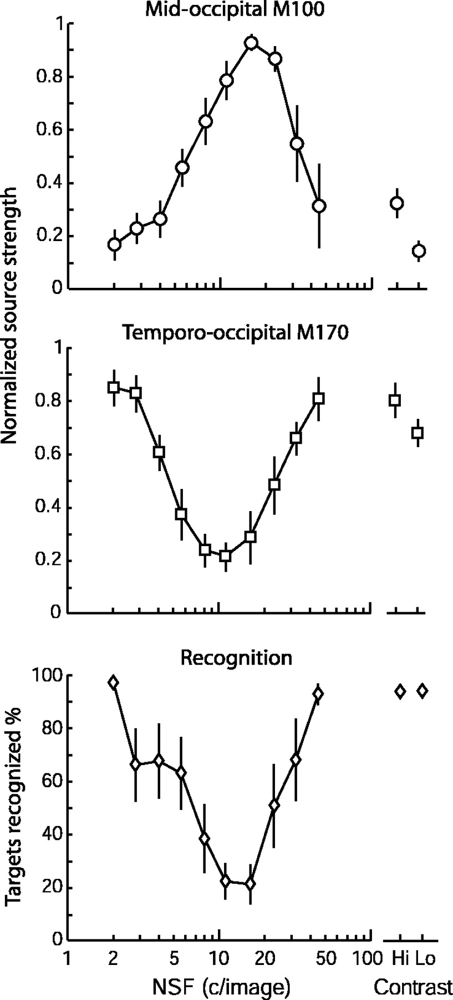 Mid-occipital M100
1
0.8
0.6
0.4
0.2
0
Normalized source strength
Temporo-occipital M170
1
0.8
0.6
0.4
0.2
0
Recognition
100
80
60
40
20
0
Targets recognized %
1 2 5 10 20 50 100 Hi Lo
NSF (c/image) Contrast